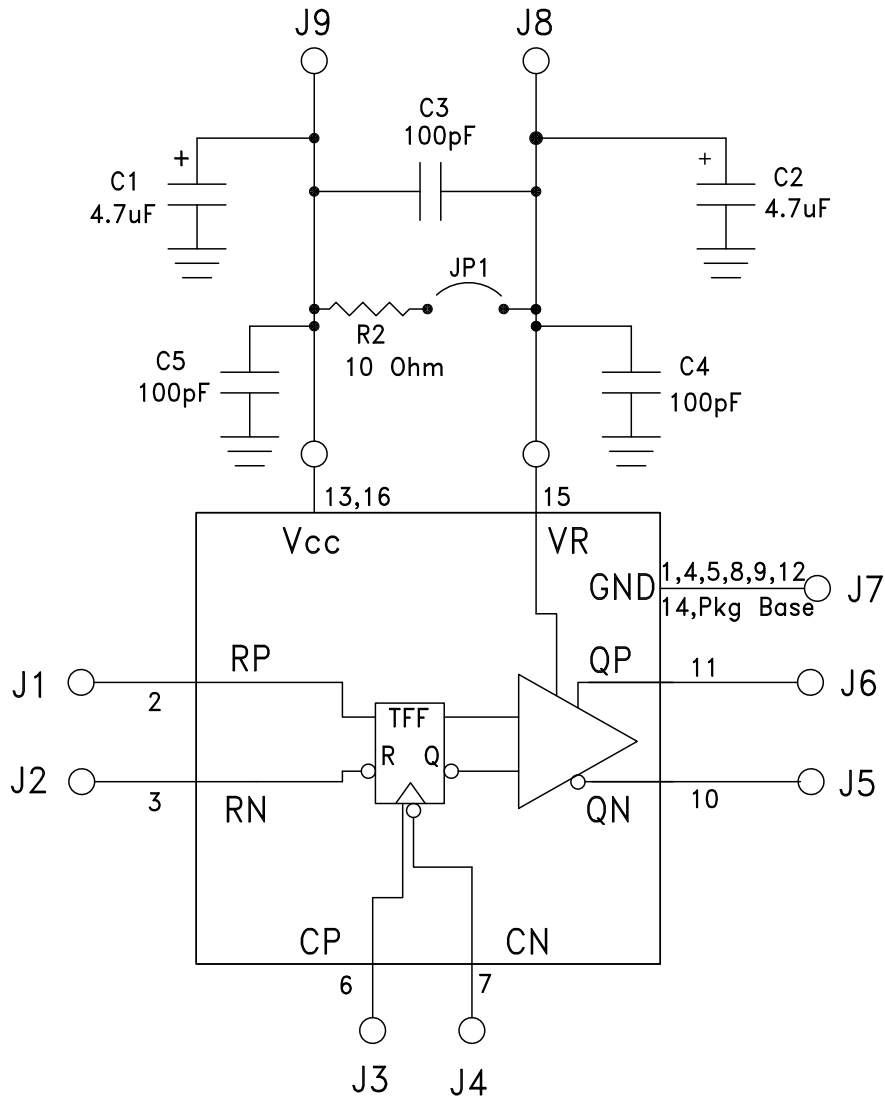 J9
J8
C3
100pF
+
C1
4.7uF
+
C2
4.7uF
JP1
R2
10 Ohm
C5
100pF
C4
100pF
13,16
15
Vcc
VR
GND
1,4,5,8,9,12
14,Pkg Base
J7
J1
2
RP
QP
11
J6
TFF
R
Q
J2
3
RN
QN
10
J5
CP
CN
6
7
J3
J4